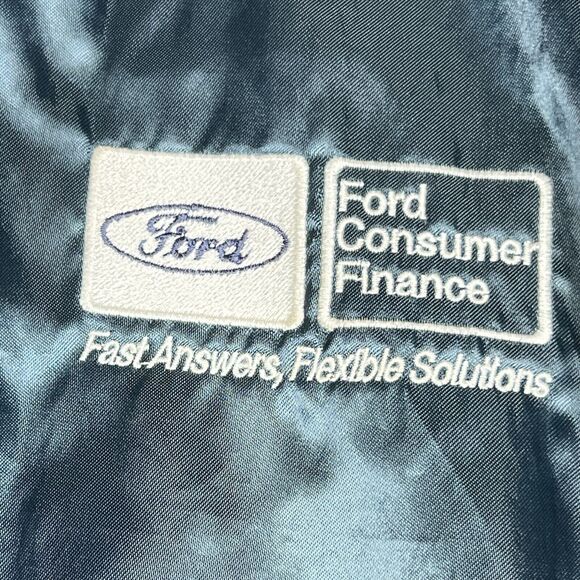 Ford
Ford
Consumer
Finance
Fast Answers, Flexible Solutions